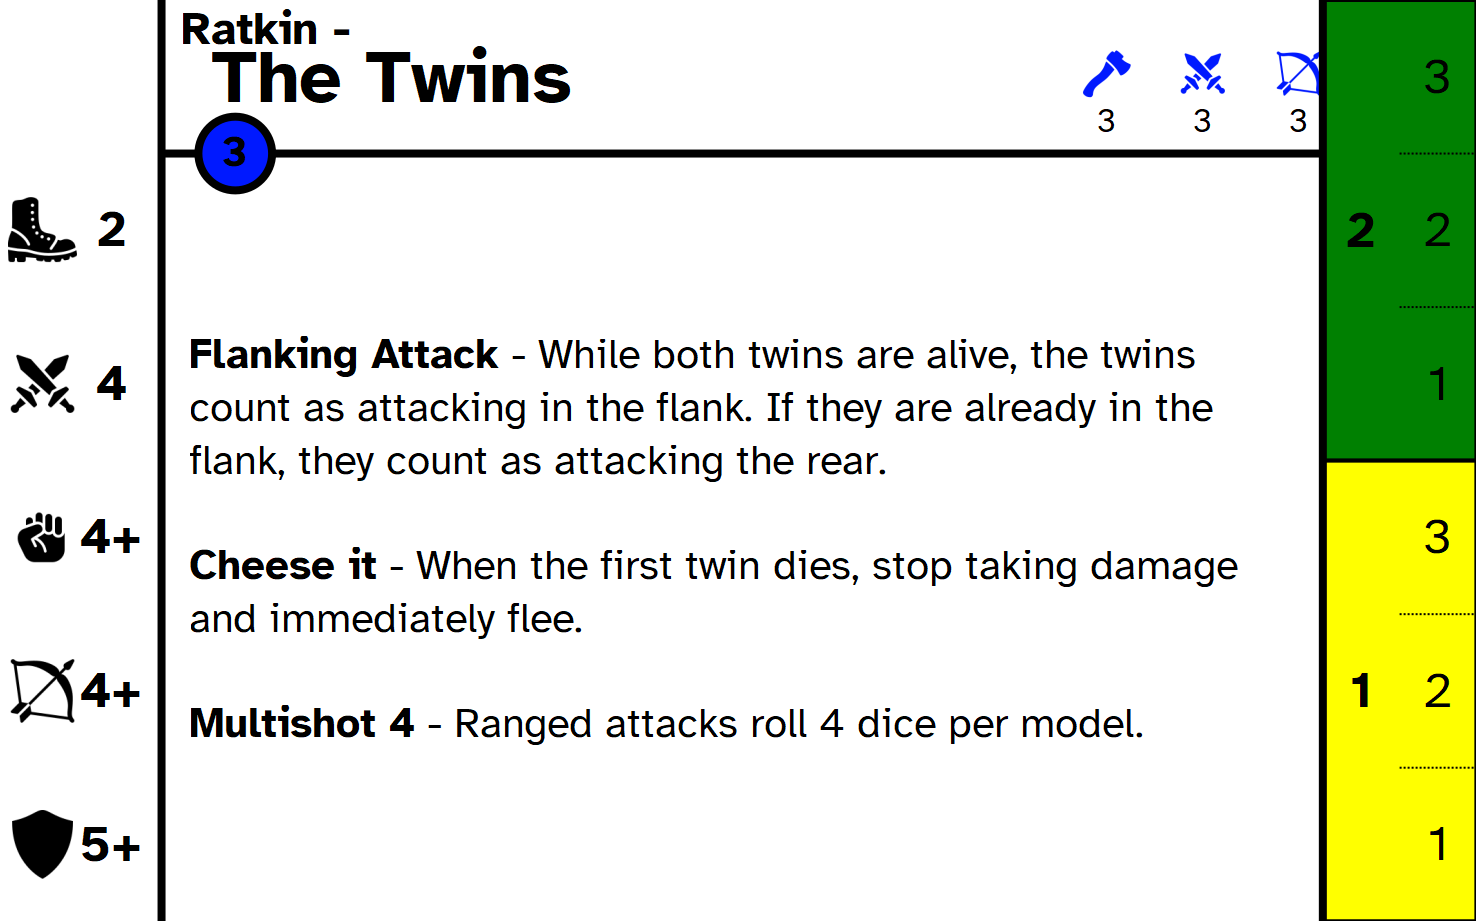 Ratkin -
The Twins
3
3 3 3
2
4
4+
4+
5+
Flanking Attack - While both twins are alive, the twins
count as attacking in the flank. If they are already in the
flank, they count as attacking the rear.
Cheese it - When the first twin dies, stop taking damage
and immediately flee.
Multishot 4 - Ranged attacks roll 4 dice per model.
3
2 2
1
3
1 2
1